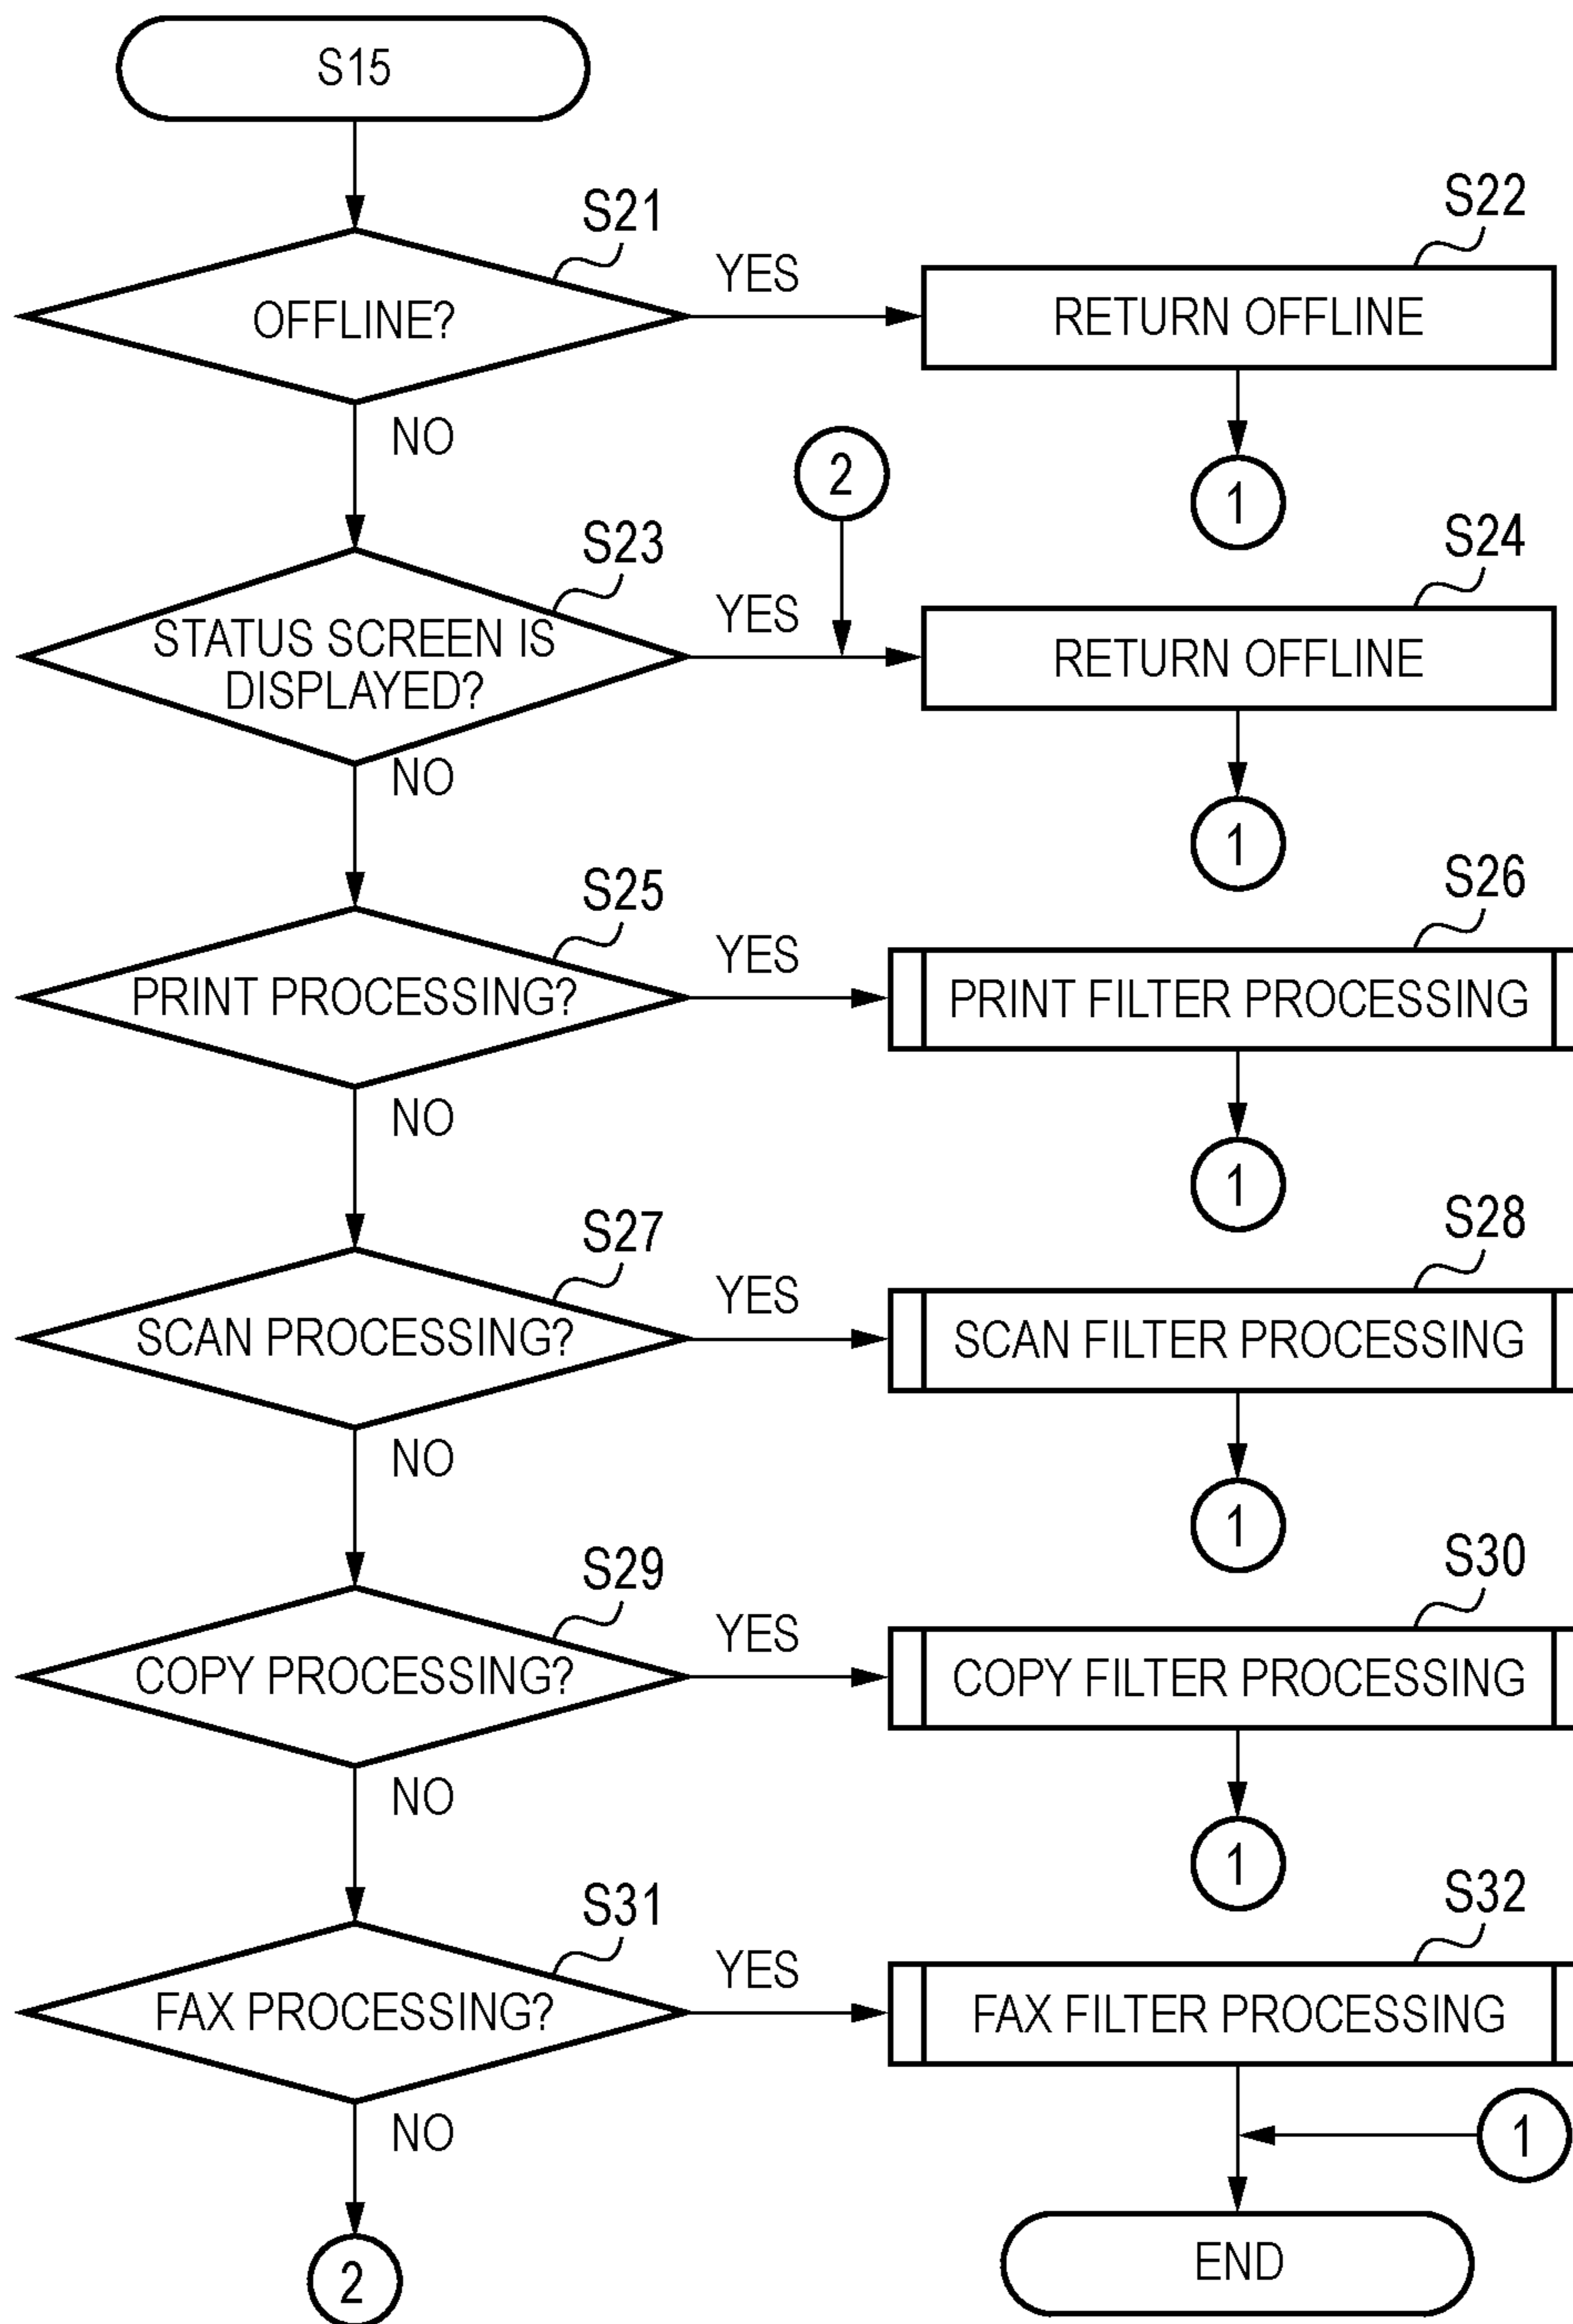 S15
S21
S22
OFFLINE?
YES
RETURN OFFLINE
NO
2
1
S23
S24
STATUS SCREEN IS
DISPLAYED?
YES
RETURN OFFLINE
NO
1
S25
S26
PRINT PROCESSING?
YES
PRINT FILTER PROCESSING
NO
1
S27
S28
SCAN PROCESSING?
YES
SCAN FILTER PROCESSING
NO
1
S29
S30
COPY PROCESSING?
YES
COPY FILTER PROCESSING
NO
1
S31
S32
FAX PROCESSING?
YES
FAX FILTER PROCESSING
NO
1
2
END